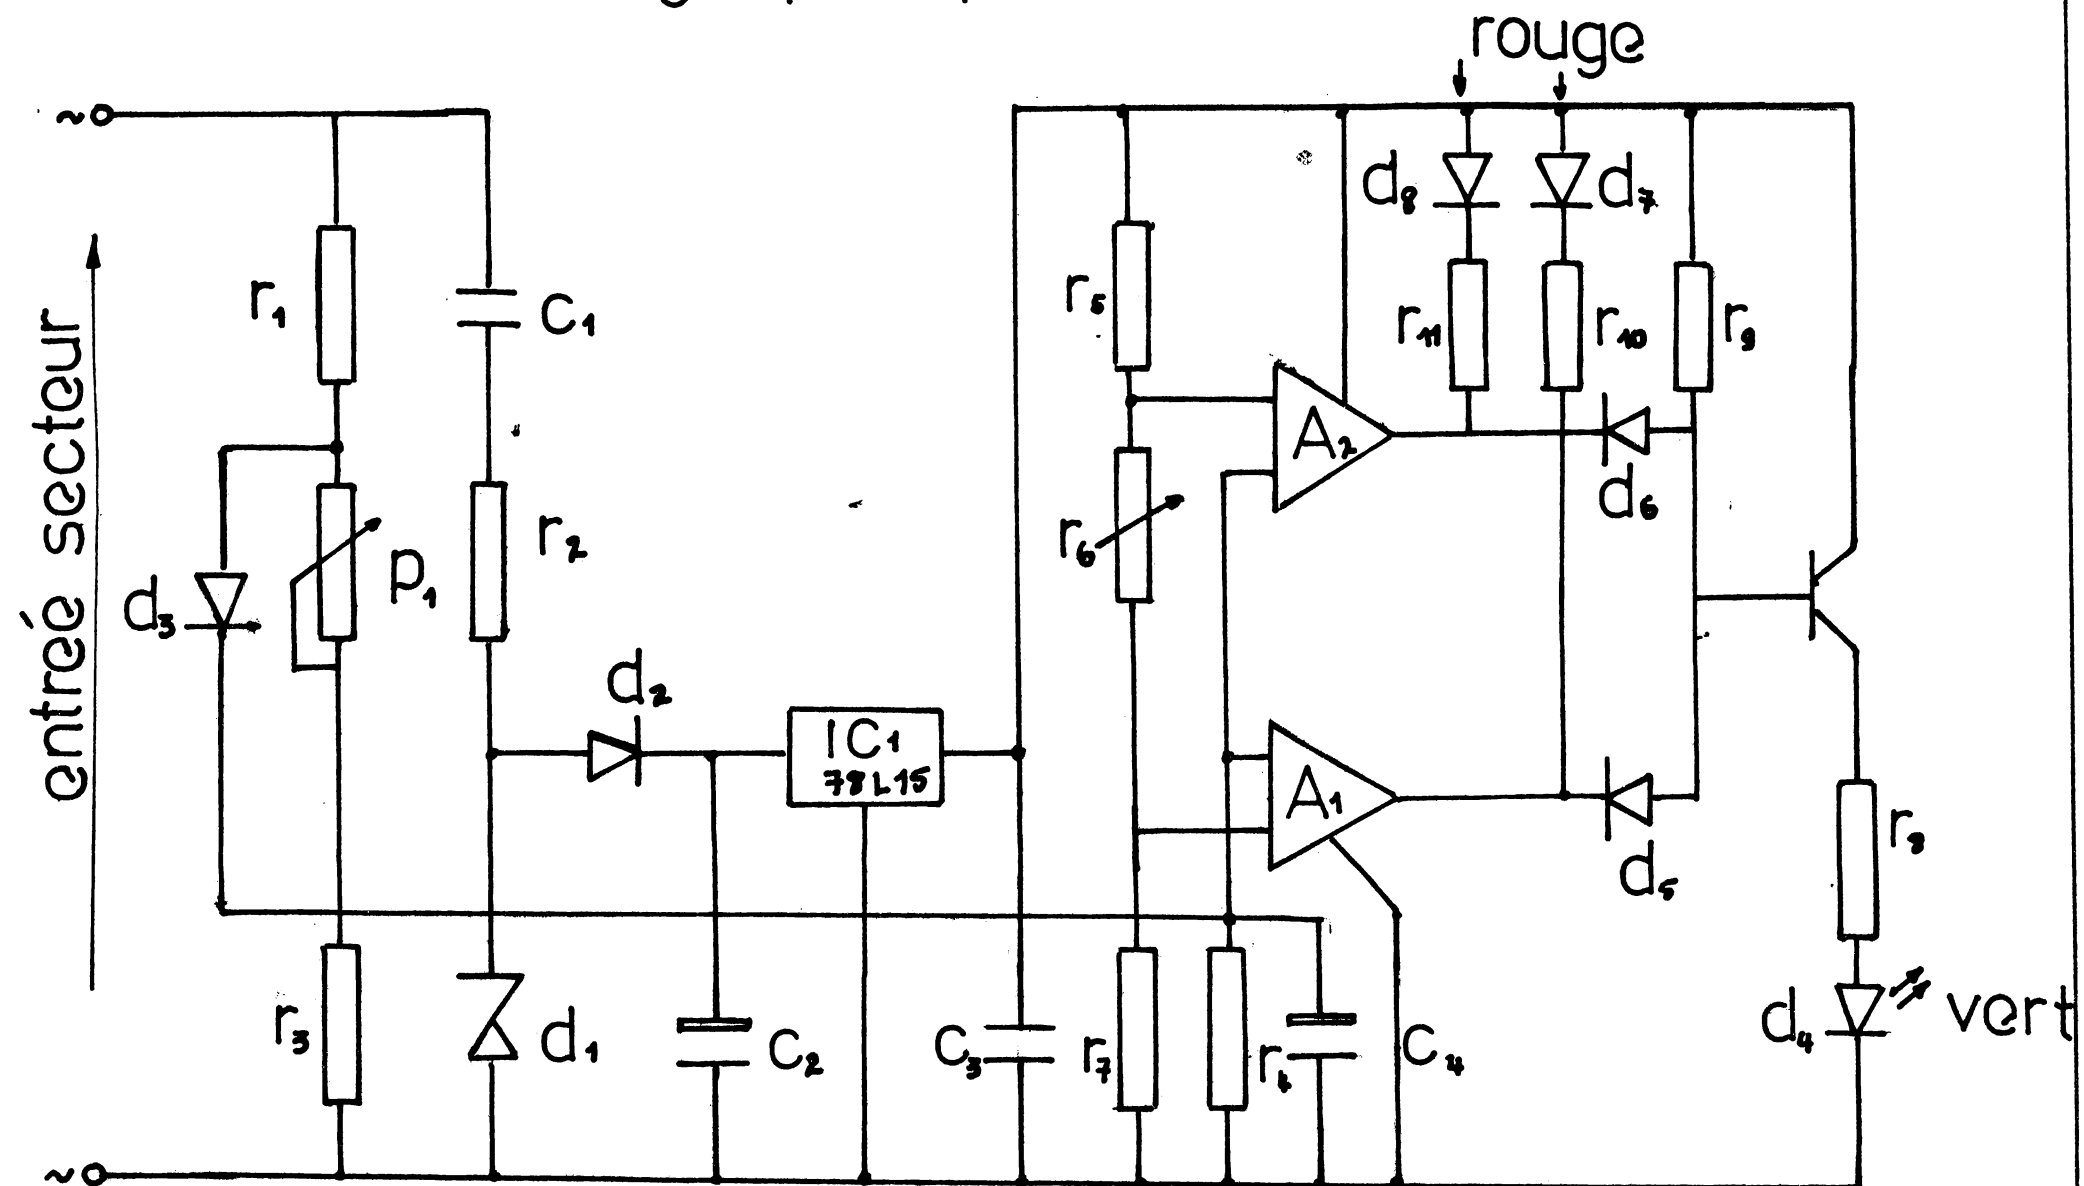 rouge
~
d₈
d₇
r₁
c₁
r₅
r₁₁
r₁₀
r₉
entrée secteur
A₂
r₂
r₆
d₆
p₁
d₃
d₂
IC₁
78L15
A₁
r₈
d₅
r₃
d₁
c₂
c₃
r₇
r₄
c₄
d₄
vert
~